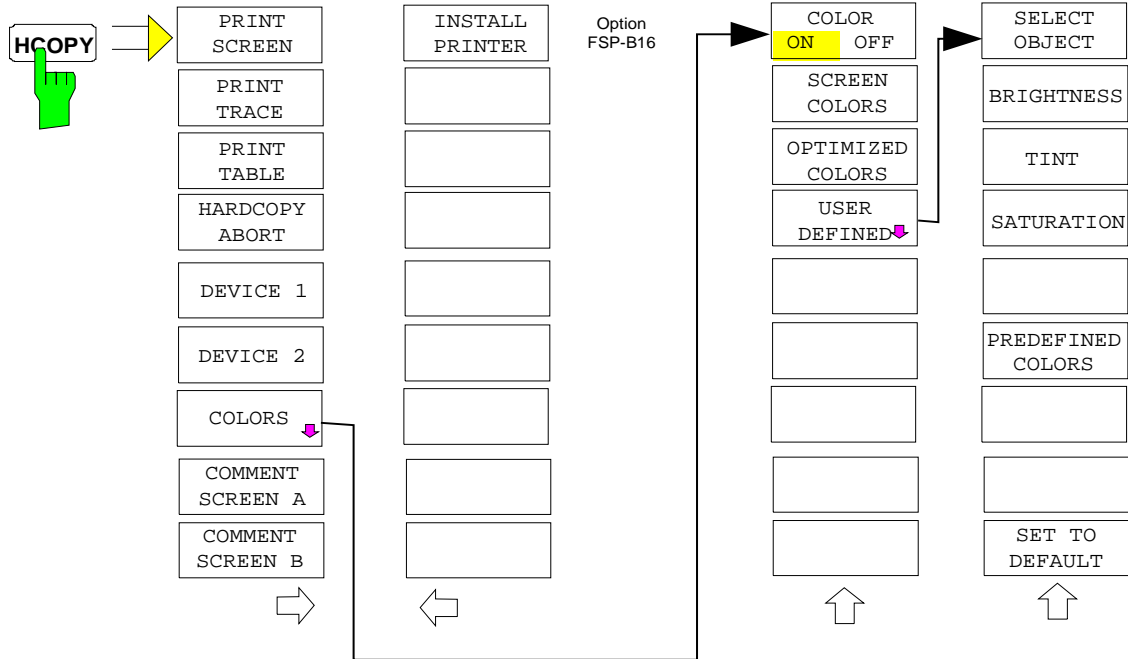 HCOPY
PRINT
SCREEN
PRINT
TRACE
PRINT
TABLE
HARDCOPY
ABORT
DEVICE 1
DEVICE 2
COLORS
COMMENT
SCREEN A
COMMENT
SCREEN B
INSTALL
PRINTER
Option
FSP-B16
COLOR
ON OFF
SCREEN
COLORS
OPTIMIZED
COLORS
USER
DEFINED
SELECT
OBJECT
BRIGHTNESS
TINT
SATURATION
PREDEFINED
COLORS
SET TO
DEFAULT